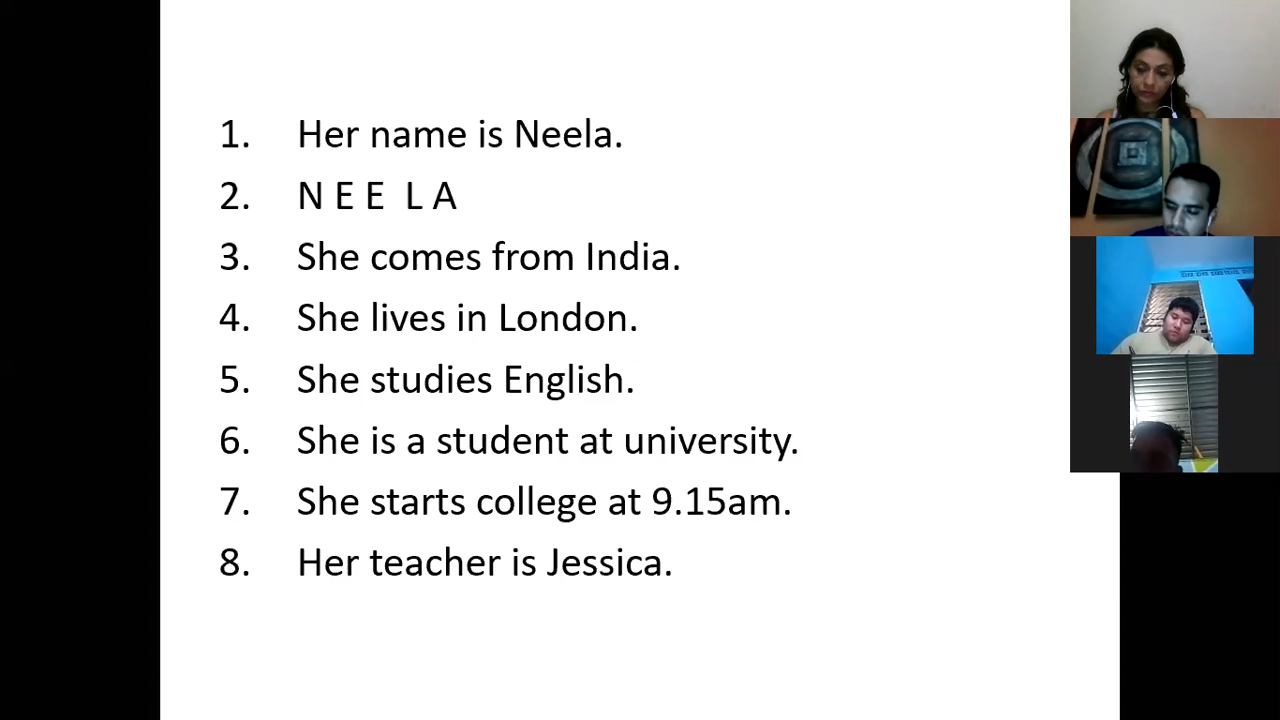 1. Her name is Neela.
2. N E E  L A
3. She comes from India.
4. She lives in London.
5. She studies English.
6. She is a student at university.
7. She starts college at 9.15am.
8. Her teacher is Jessica.